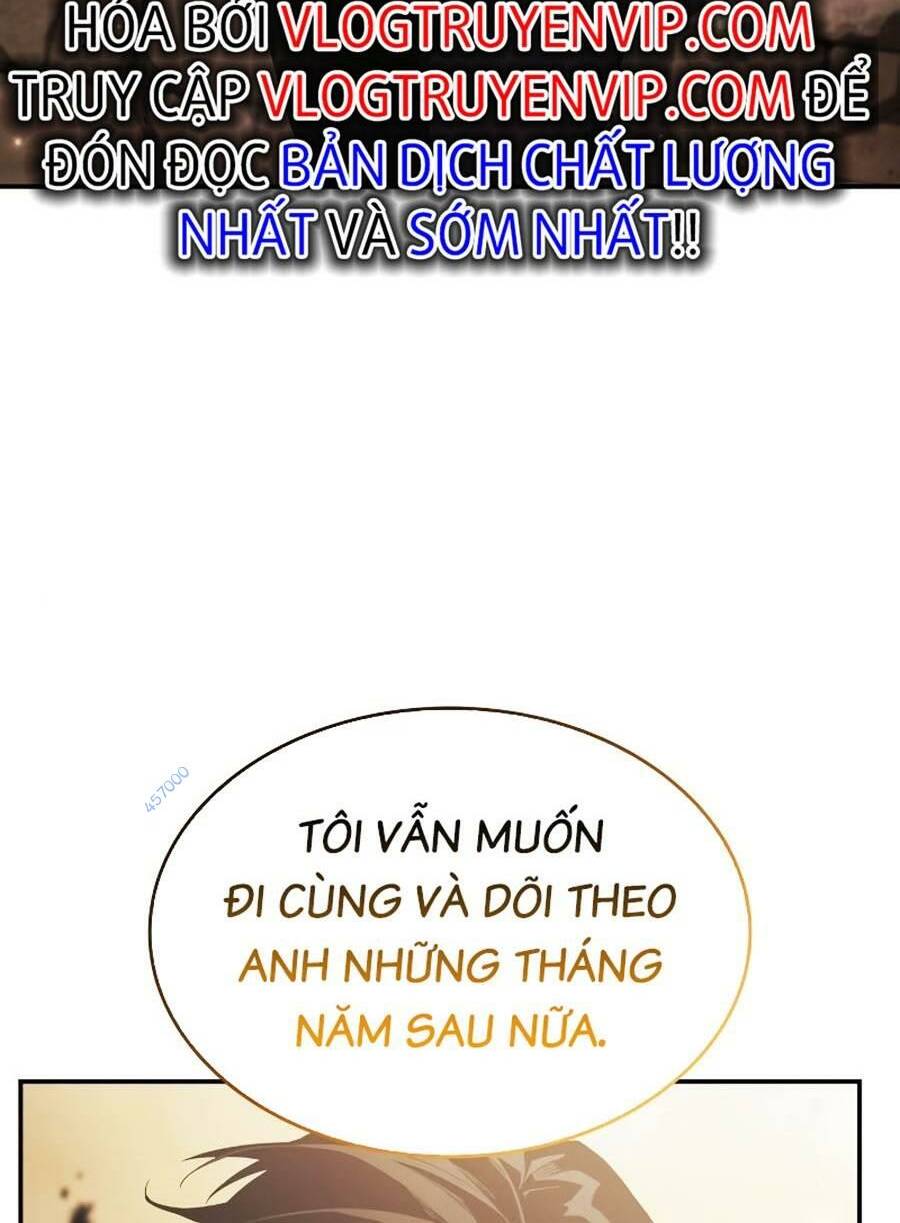 HÓA BỞI VLOGTRUYENVIP.COM
TRUY CẬP VLOGTRUYENVIP.COM ĐỂ
ĐÓN ĐỌC BẢN DỊCH CHẤT LƯỢNG
NHẤT VÀ SỚM NHẤT!!
457000
TÔI VẪN MUỐN
ĐI CÙNG VÀ DÕI THEO
ANH NHỮNG THÁNG
NĂM SAU NỮA.